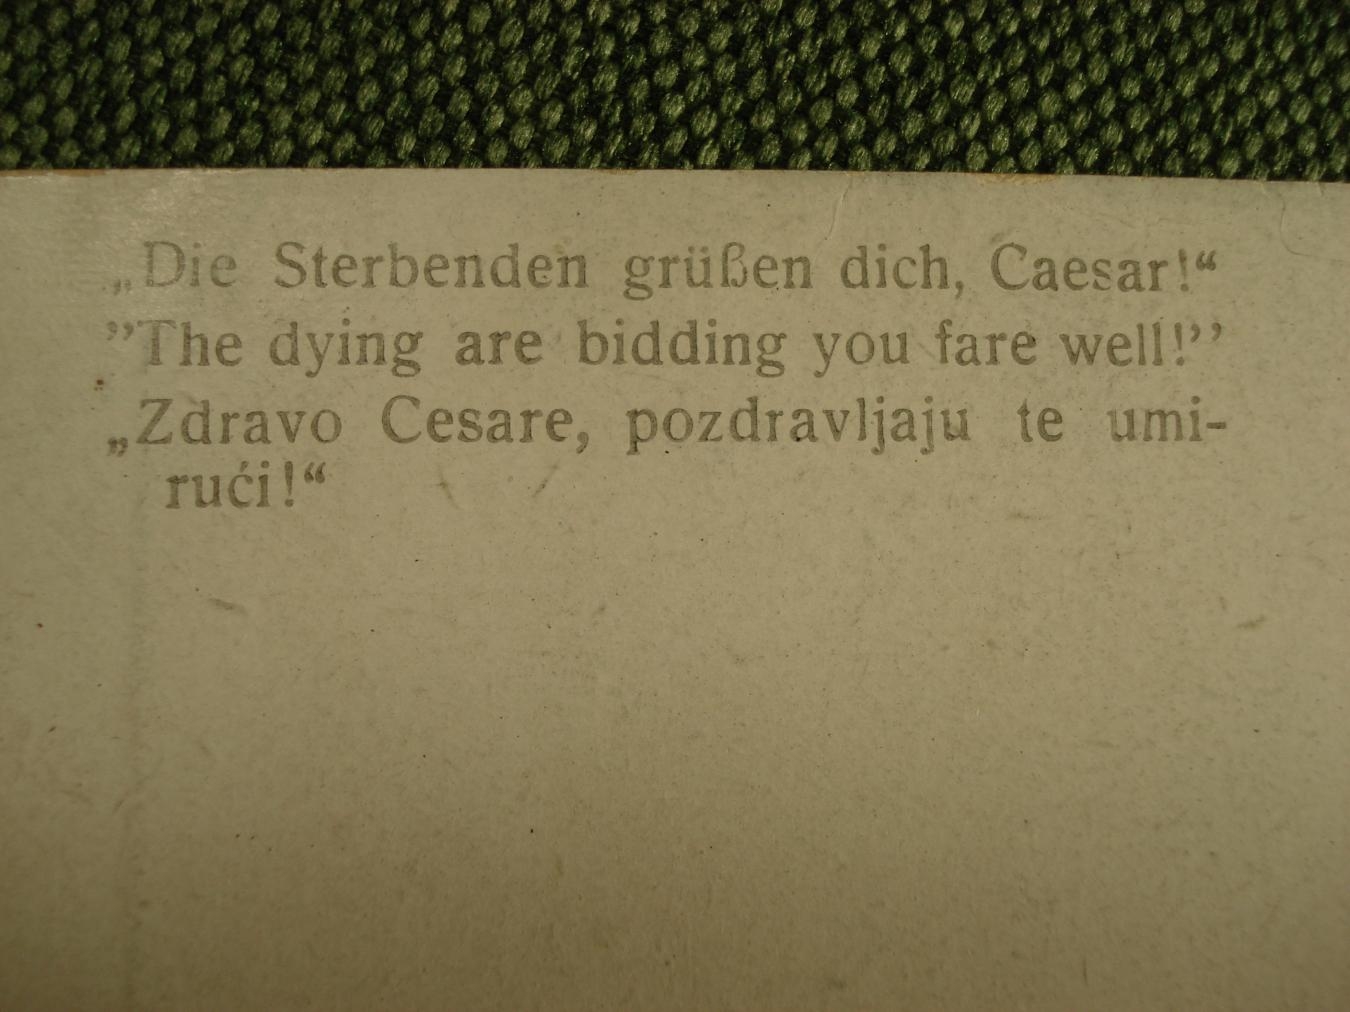 „Die Sterbenden grüßen dich, Caesar!“
”The dying are bidding you fare well!’’
„Zdravo Cesare, pozdravljaju te umi-
rući!“